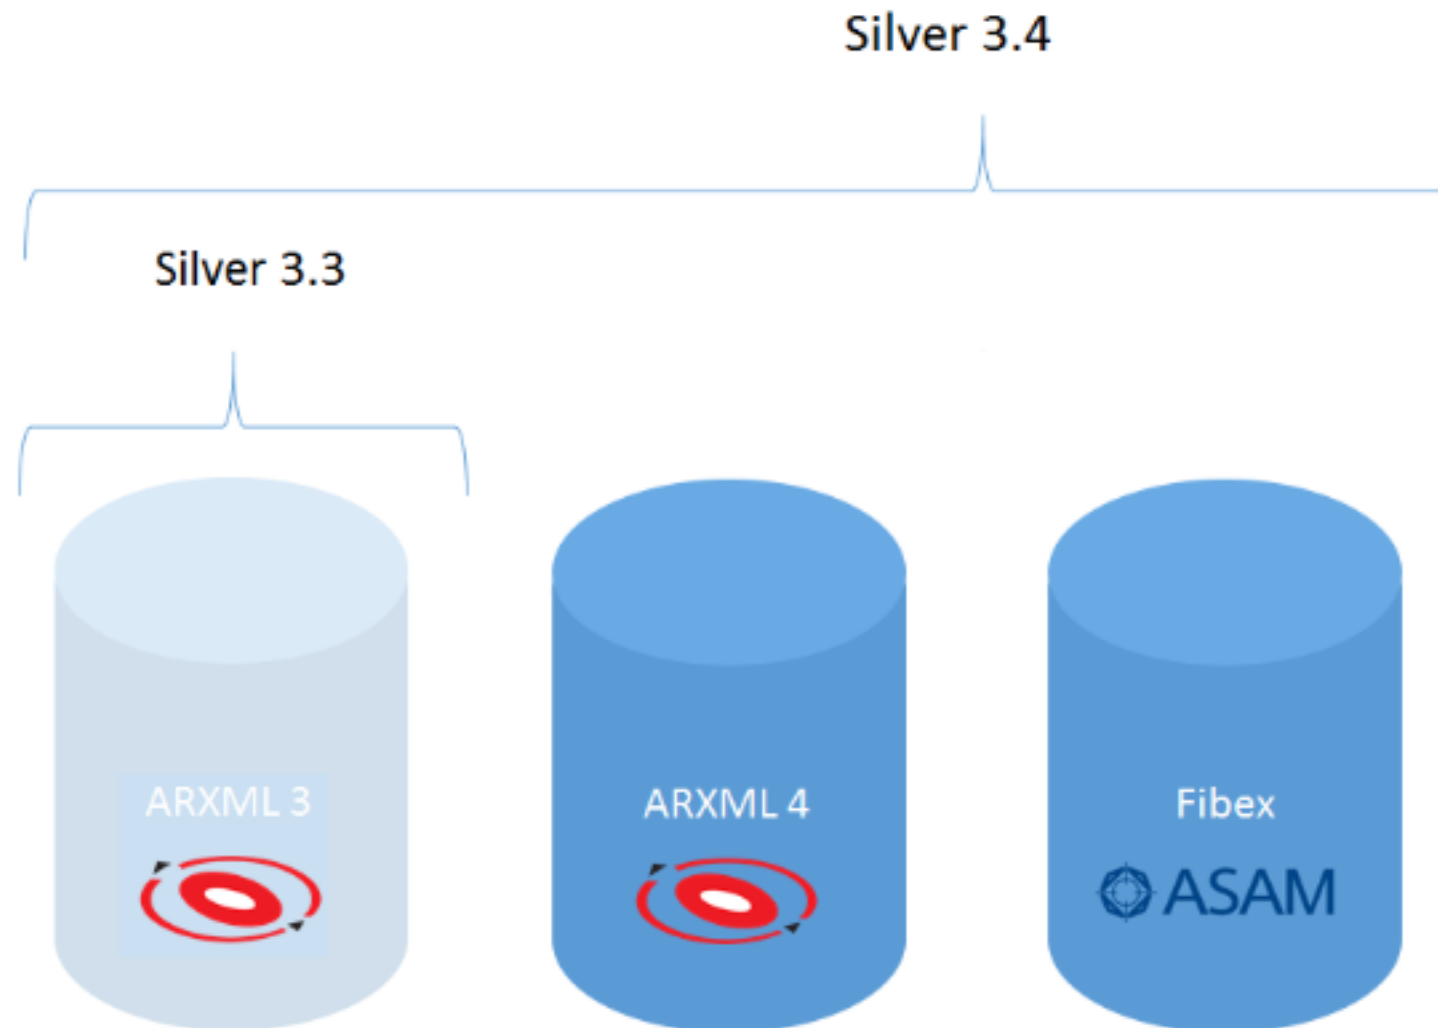 Silver 3.4
Silver 3.3
ARXML 3
ARXML 4
Fibex
ASAM